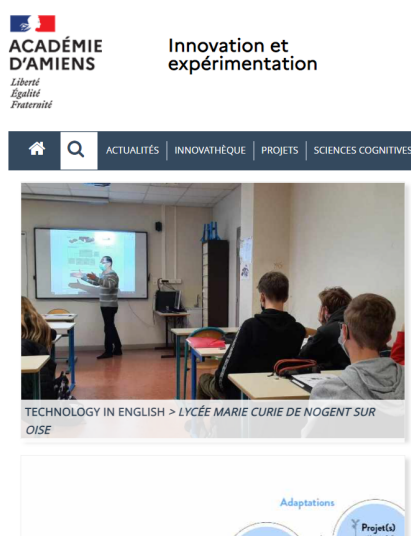 ACADÉMIE
D'AMIENS
Liberté
Égalité
Fraternité
Innovation et
expérimentation
ACTUALITÉS
INNOVATHÈQUE
PROJETS
SCIENCES COGNITIVES
TECHNOLOGY IN ENGLISH > LYCÉE MARIE CURIE DE NOGENT SUR
OISE
Adaptations
Projet(s)